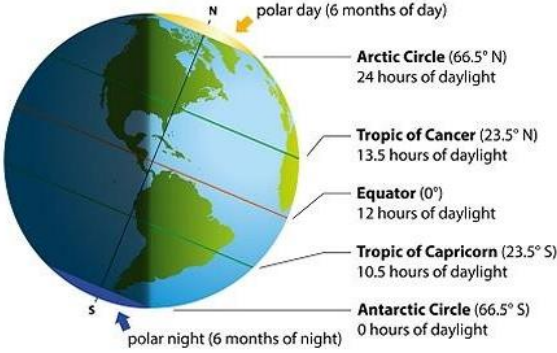 N
polar day (6 months of day)
Arctic Circle (66.5° N)
24 hours of daylight
Tropic of Cancer (23.5° N)
13.5 hours of daylight
Equator (0°)
12 hours of daylight
Tropic of Capricorn (23.5° S)
10.5 hours of daylight
Antarctic Circle (66.5° S)
0 hours of daylight
S
polar night (6 months of night)